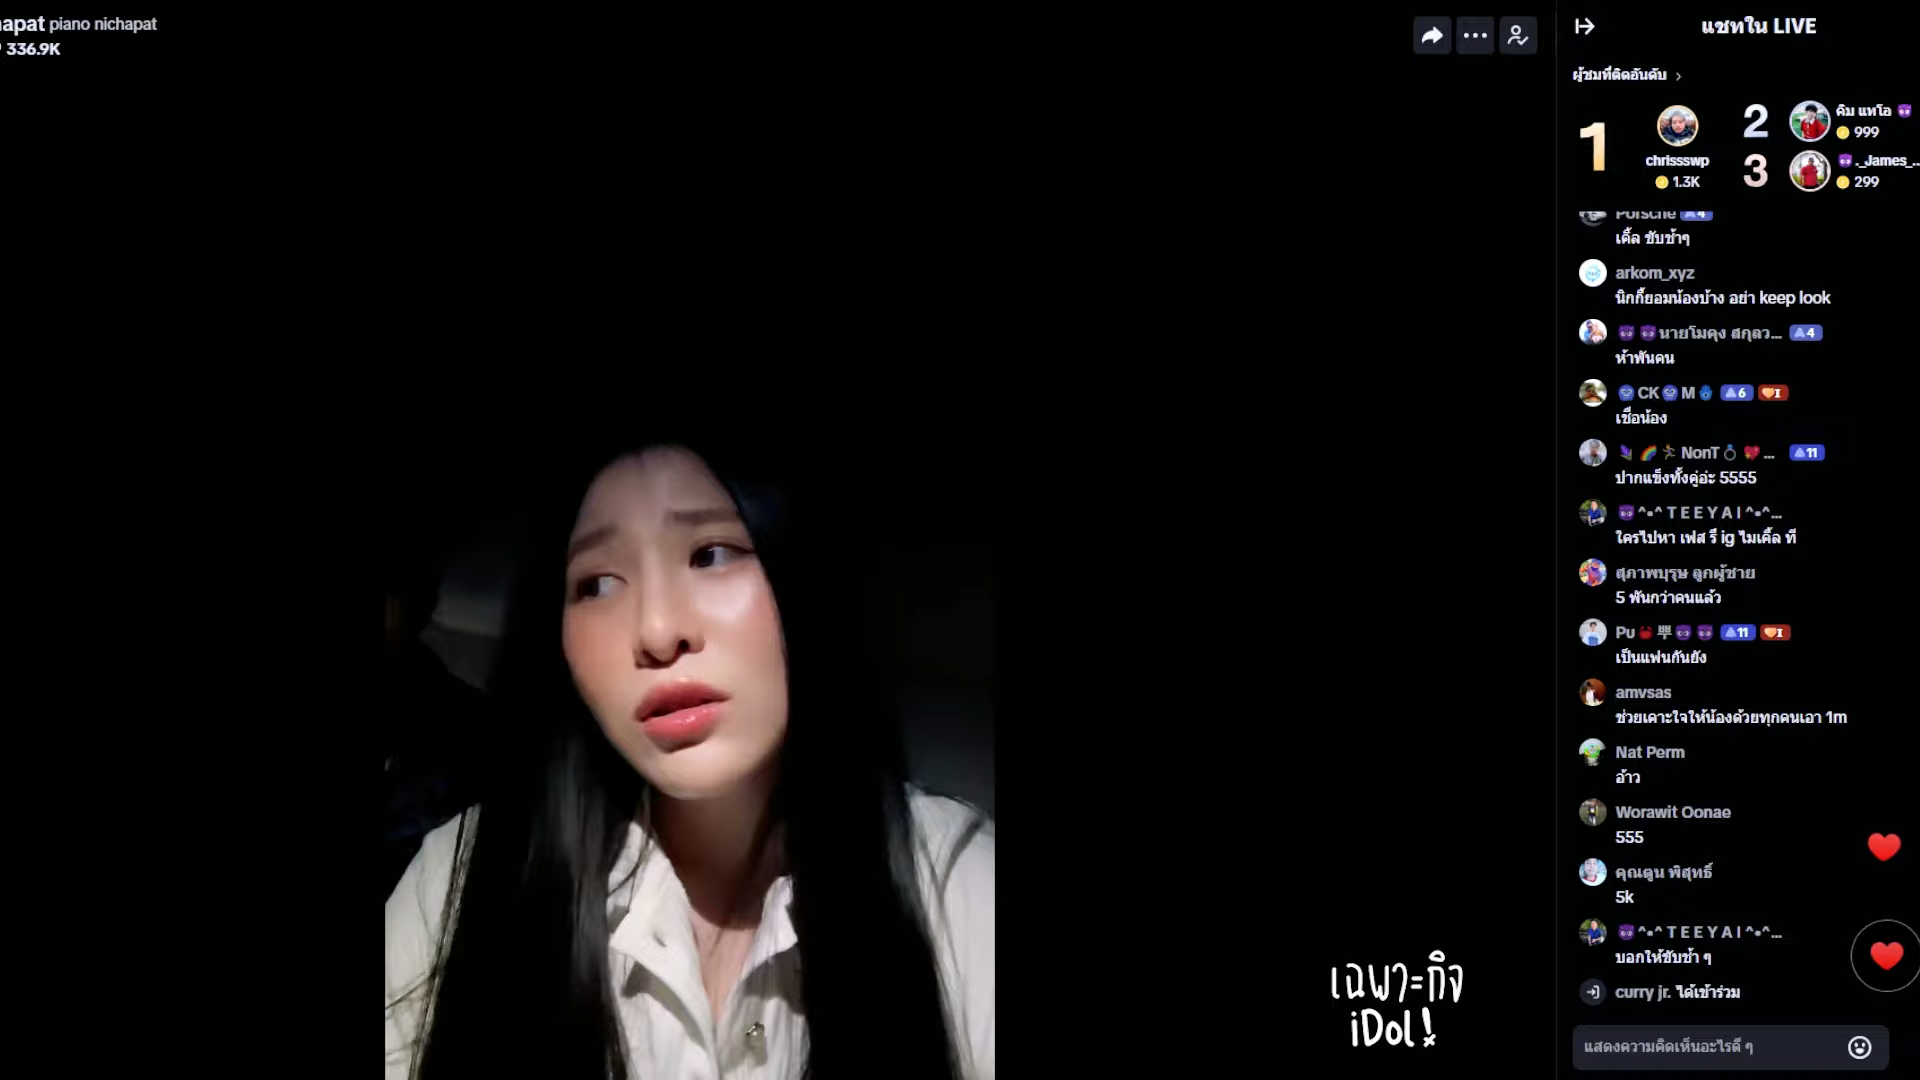 hapat piano nichapat
336.9K
แชทใน LIVE
ผู้ชมที่ติดอันดับ
1
chrissswp
1.3K
2
คิม แทโอ
999
3
._James_...
299
Porsche 4
เคิ้ล ขับช้าๆ
arkom_xyz
นิกกี้ยอมน้องบ้าง อย่า keep look
นายโมคุง สกุลว... 4
ห้าพันคน
CK M 6 I
เชื่อน้อง
NonT ... 11
ปากแข็งทั้งคู่อ่ะ 5555
^•^ T E E Y A I ^•^...
ใครไปหา เฟส รึ ig ไมเคิ้ล ที
สุภาพบุรุษ ลูกผู้ชาย
5 พันกว่าคนแล้ว
Pu 뿌 11 I
เป็นแฟนกันยัง
amvsas
ช่วยเคาะใจให้น้องด้วยทุกคนเอา 1m
Nat Perm
อ้าว
Worawit Oonae
555
คุณตูน พิสุทธิ์
5k
^•^ T E E Y A I ^•^...
บอกให้ขับช้า ๆ
curry jr. ได้เข้าร่วม
แสดงความคิดเห็นอะไรดี ๆ
เฉพาะกิจ
iDol!